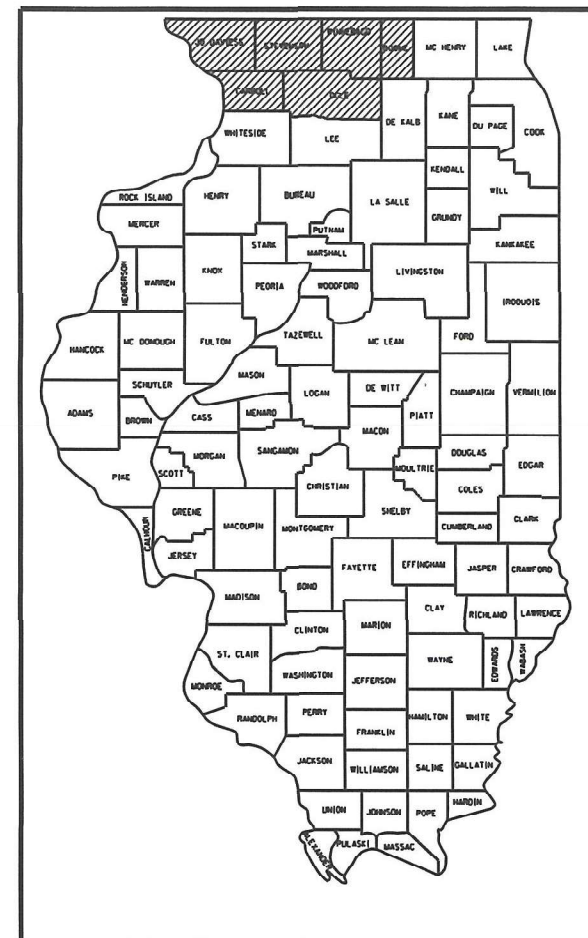 JO DAVIESS
STEVENSON
WINNEBAGO
BOONE
MC HENRY
LAKE
CARROLL
OGLE
WHITESIDE
LEE
DE KALB
KANE
DU PAGE
COOK
KENDALL
WILL
GRUNDY
LA SALLE
ROCK ISLAND
HENRY
BUREAU
PUTNAM
MERCER
STARK
MARSHALL
KANKAKEE
HENDERSON
WARREN
KNOX
PEORIA
WOODFORD
LIVINGSTON
IROQUOIS
HANCOCK
MC DONOUGH
FULTON
TAZEWELL
MC LEAN
FORD
MASON
SCHUYLER
LOGAN
DE WITT
CHAMPAIGN
VERMILION
ADAMS
BROWN
CASS
MENARD
PIATT
MACON
MORGAN
SANGAMON
DOUGLAS
PIKE
SCOTT
CHRISTIAN
MOULTRIE
EDGAR
COLES
GREENE
MACOUPIN
MONTGOMERY
SHELBY
CUMBERLAND
CLARK
CALHOUN
JERSEY
FAYETTE
EFFINGHAM
JASPER
CRAWFORD
MADISON
BOND
CLAY
RICHLAND
LAWRENCE
CLINTON
MARION
ST. CLAIR
WAYNE
EDWARDS
WABASH
WASHINGTON
JEFFERSON
MONROE
RANDOLPH
PERRY
HAMILTON
WHITE
FRANKLIN
JACKSON
WILLIAMSON
SALINE
GALLATIN
UNION
JOHNSON
POPE
HARDIN
ALEXANDER
PULASKI
MASSAC